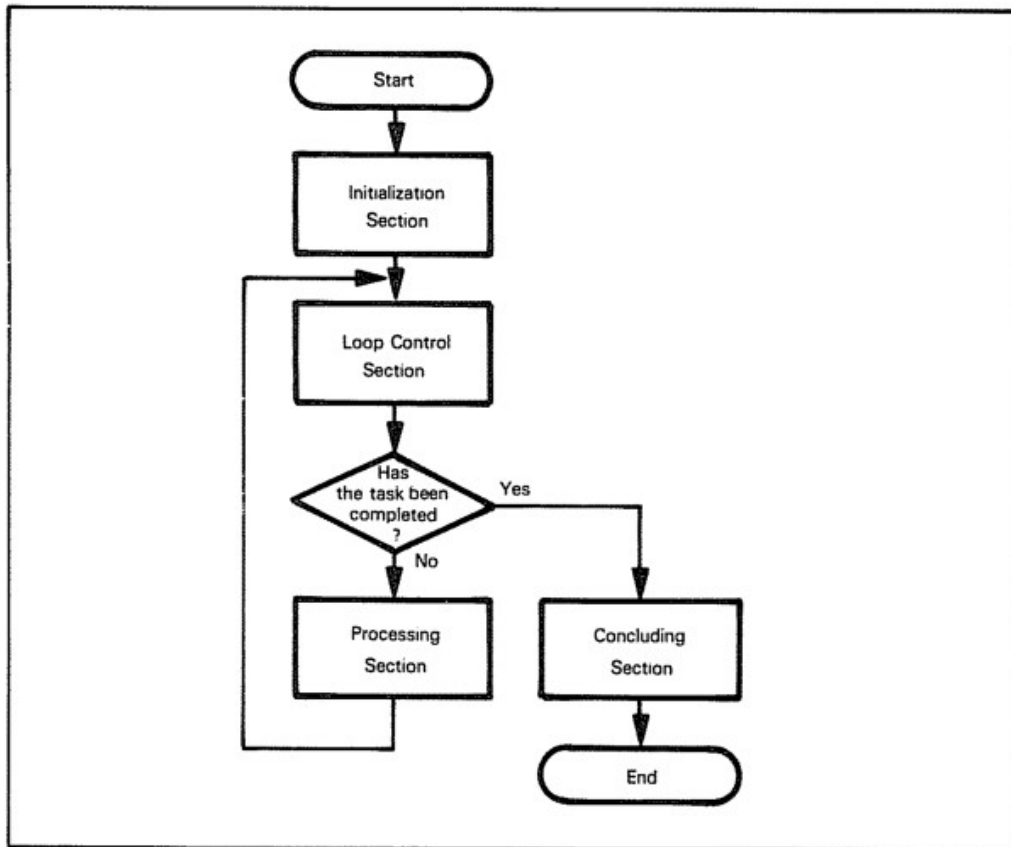 Start
Initialization
Section
Loop Control
Section
Has
the task been
completed
?
Yes
No
Processing
Section
Concluding
Section
End